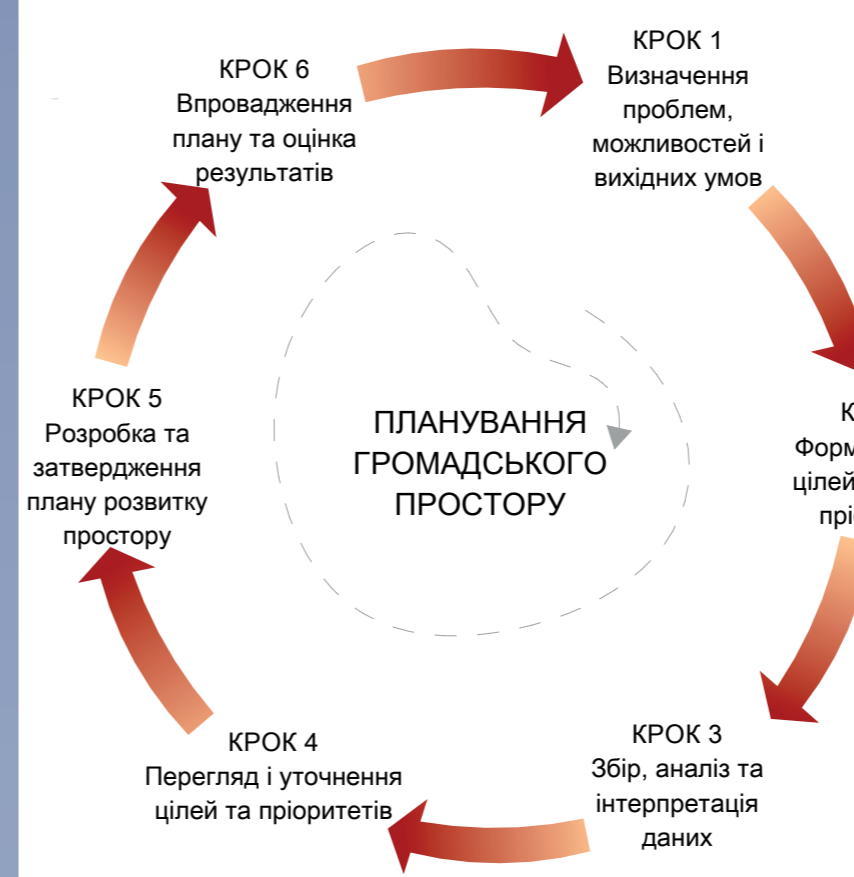 КРОК 1
Визначення
проблем,
можливостей і
вихідних умов
цілей
КРОК 3
Збір, аналіз та
інтерпретація
даних
КРОК 4
Перегляд і уточнення
цілей та пріоритетів
КРОК 5
Розробка та
затвердження
плану розвитку
простору
КРОК 6
Впровадження
плану та оцінка
результатів
ПЛАНУВАННЯ
ГРОМАДСЬКОГО
ПРОСТОРУ